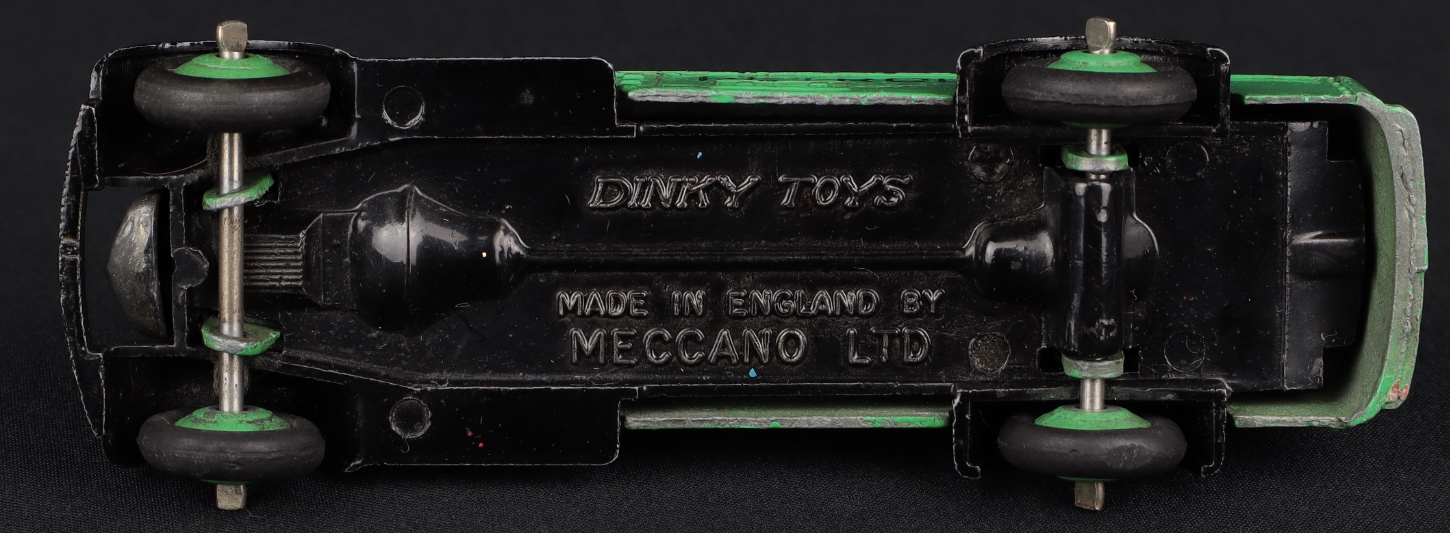 DINKY TOYS
MADE IN ENGLAND BY
MECCANO LTD